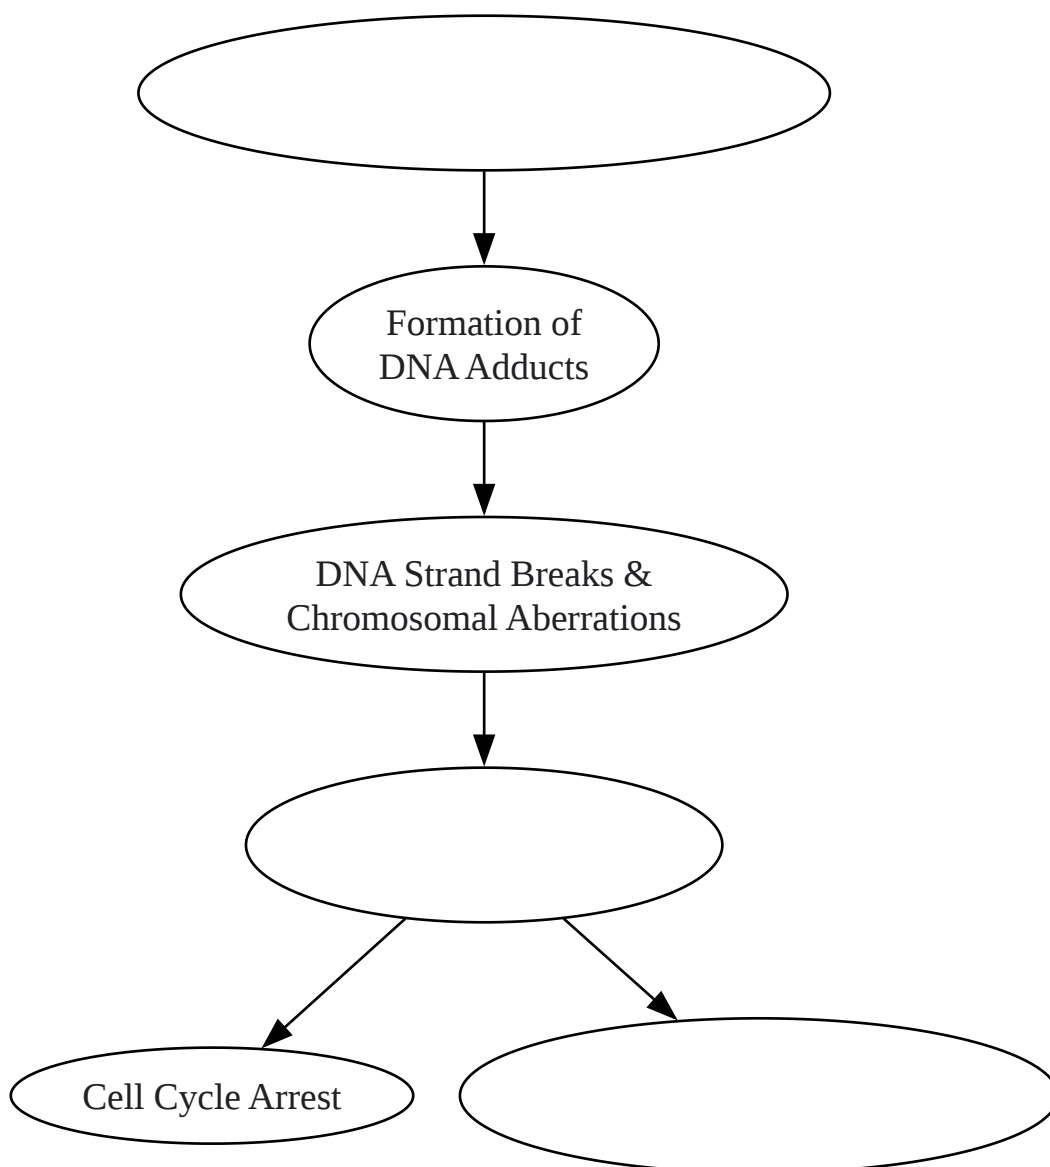 Formation of
DNA Adducts
DNA Strand Breaks &
Chromosomal Aberrations
Cell Cycle Arrest